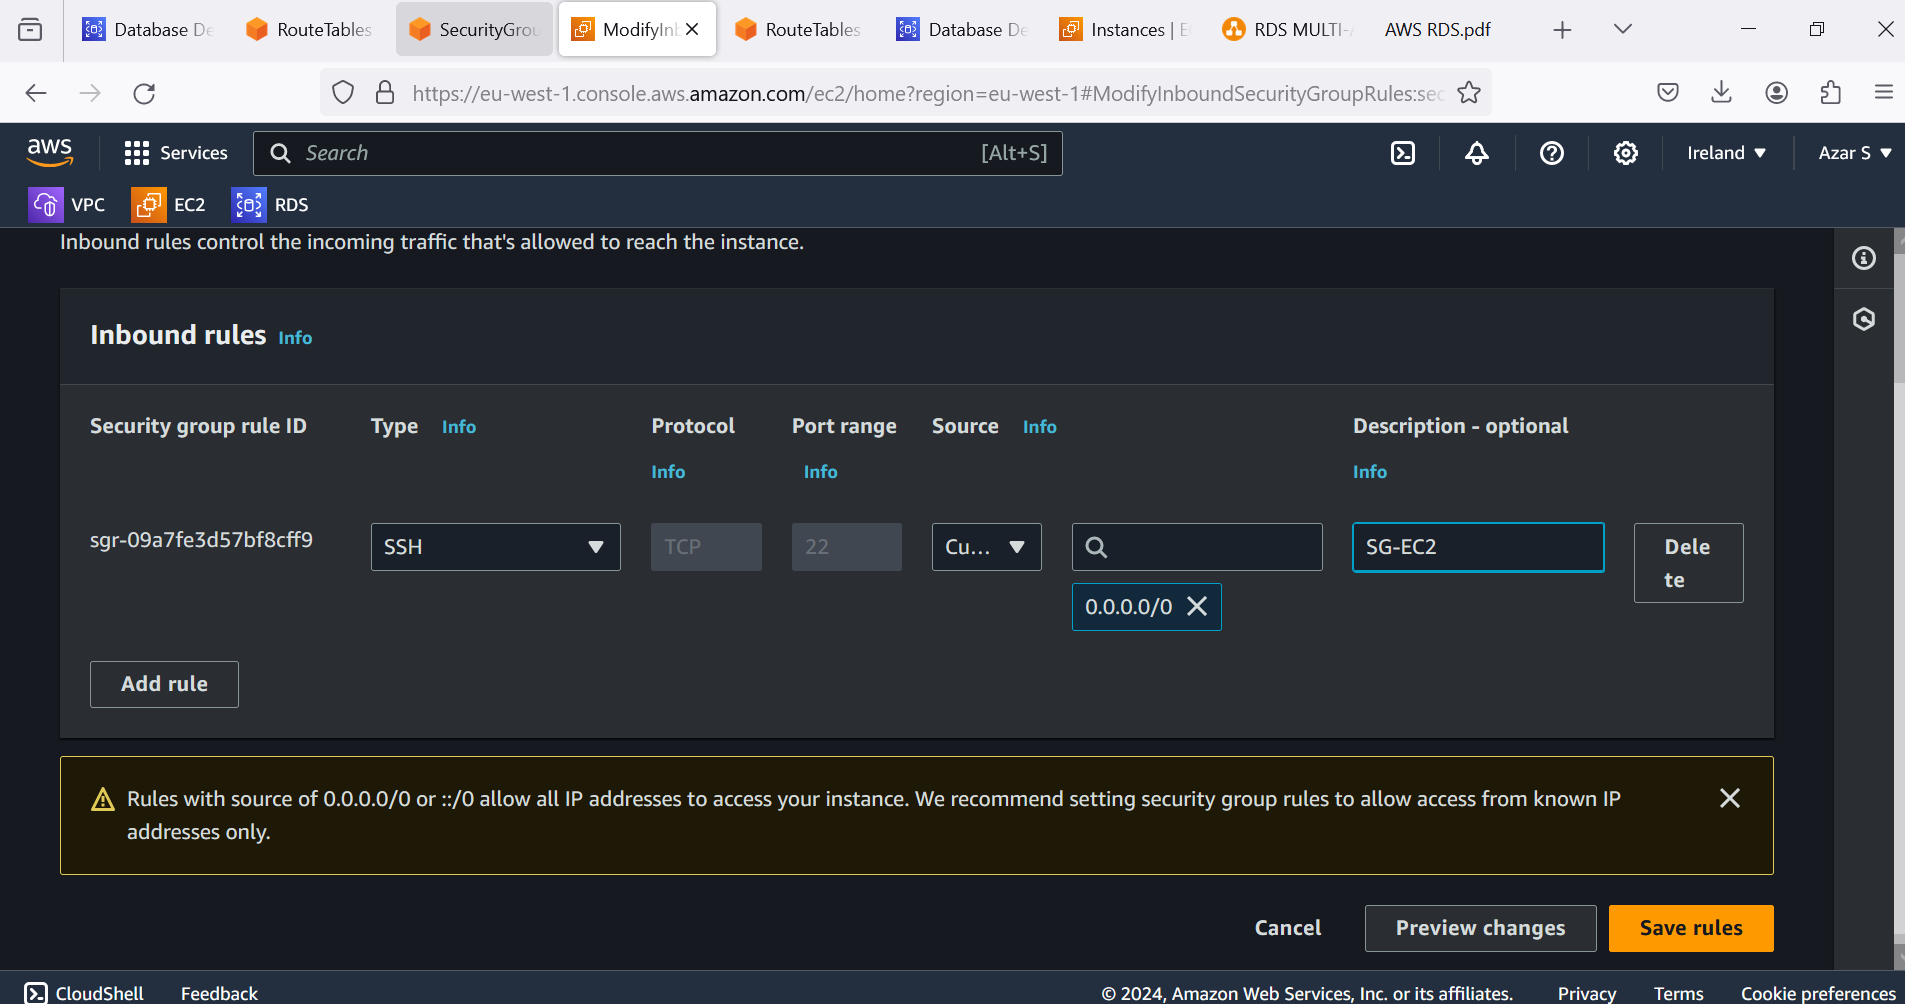 Database De
RouteTables
SecurityGrou
ModifyInb
RouteTables
Database De
Instances | E
RDS MULTI-A
AWS RDS.pdf
https://eu-west-1.console.aws.amazon.com/ec2/home?region=eu-west-1#ModifyInboundSecurityGroupRules:sec
aws
Services
Search
[Alt+S]
Ireland
Azar S
VPC
EC2
RDS
Inbound rules control the incoming traffic that's allowed to reach the instance.
Inbound rules Info
Security group rule ID
Type Info
Protocol
Info
Port range
Info
Source Info
Description - optional
Info
sgr-09a7fe3d57bf8cff9
SSH
TCP
22
Cu...
0.0.0.0/0
SG-EC2
Dele
te
Add rule
Rules with source of 0.0.0.0/0 or ::/0 allow all IP addresses to access your instance. We recommend setting security group rules to allow access from known IP
addresses only.
Cancel
Preview changes
Save rules
CloudShell
Feedback
© 2024, Amazon Web Services, Inc. or its affiliates.
Privacy
Terms
Cookie preferences